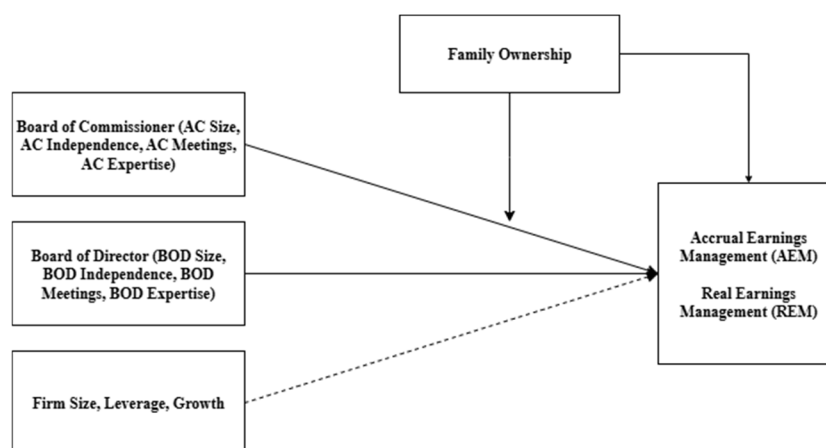 Family Ownership
Board of Commissioner (AC Size,
AC Independence, AC Meetings,
AC Expertise)
Board of Director (BOD Size,
BOD Independence, BOD
Meetings, BOD Expertise)
Accrual Earnings
Management (AEM)
Real Earnings
Management (REM)
Firm Size, Leverage, Growth